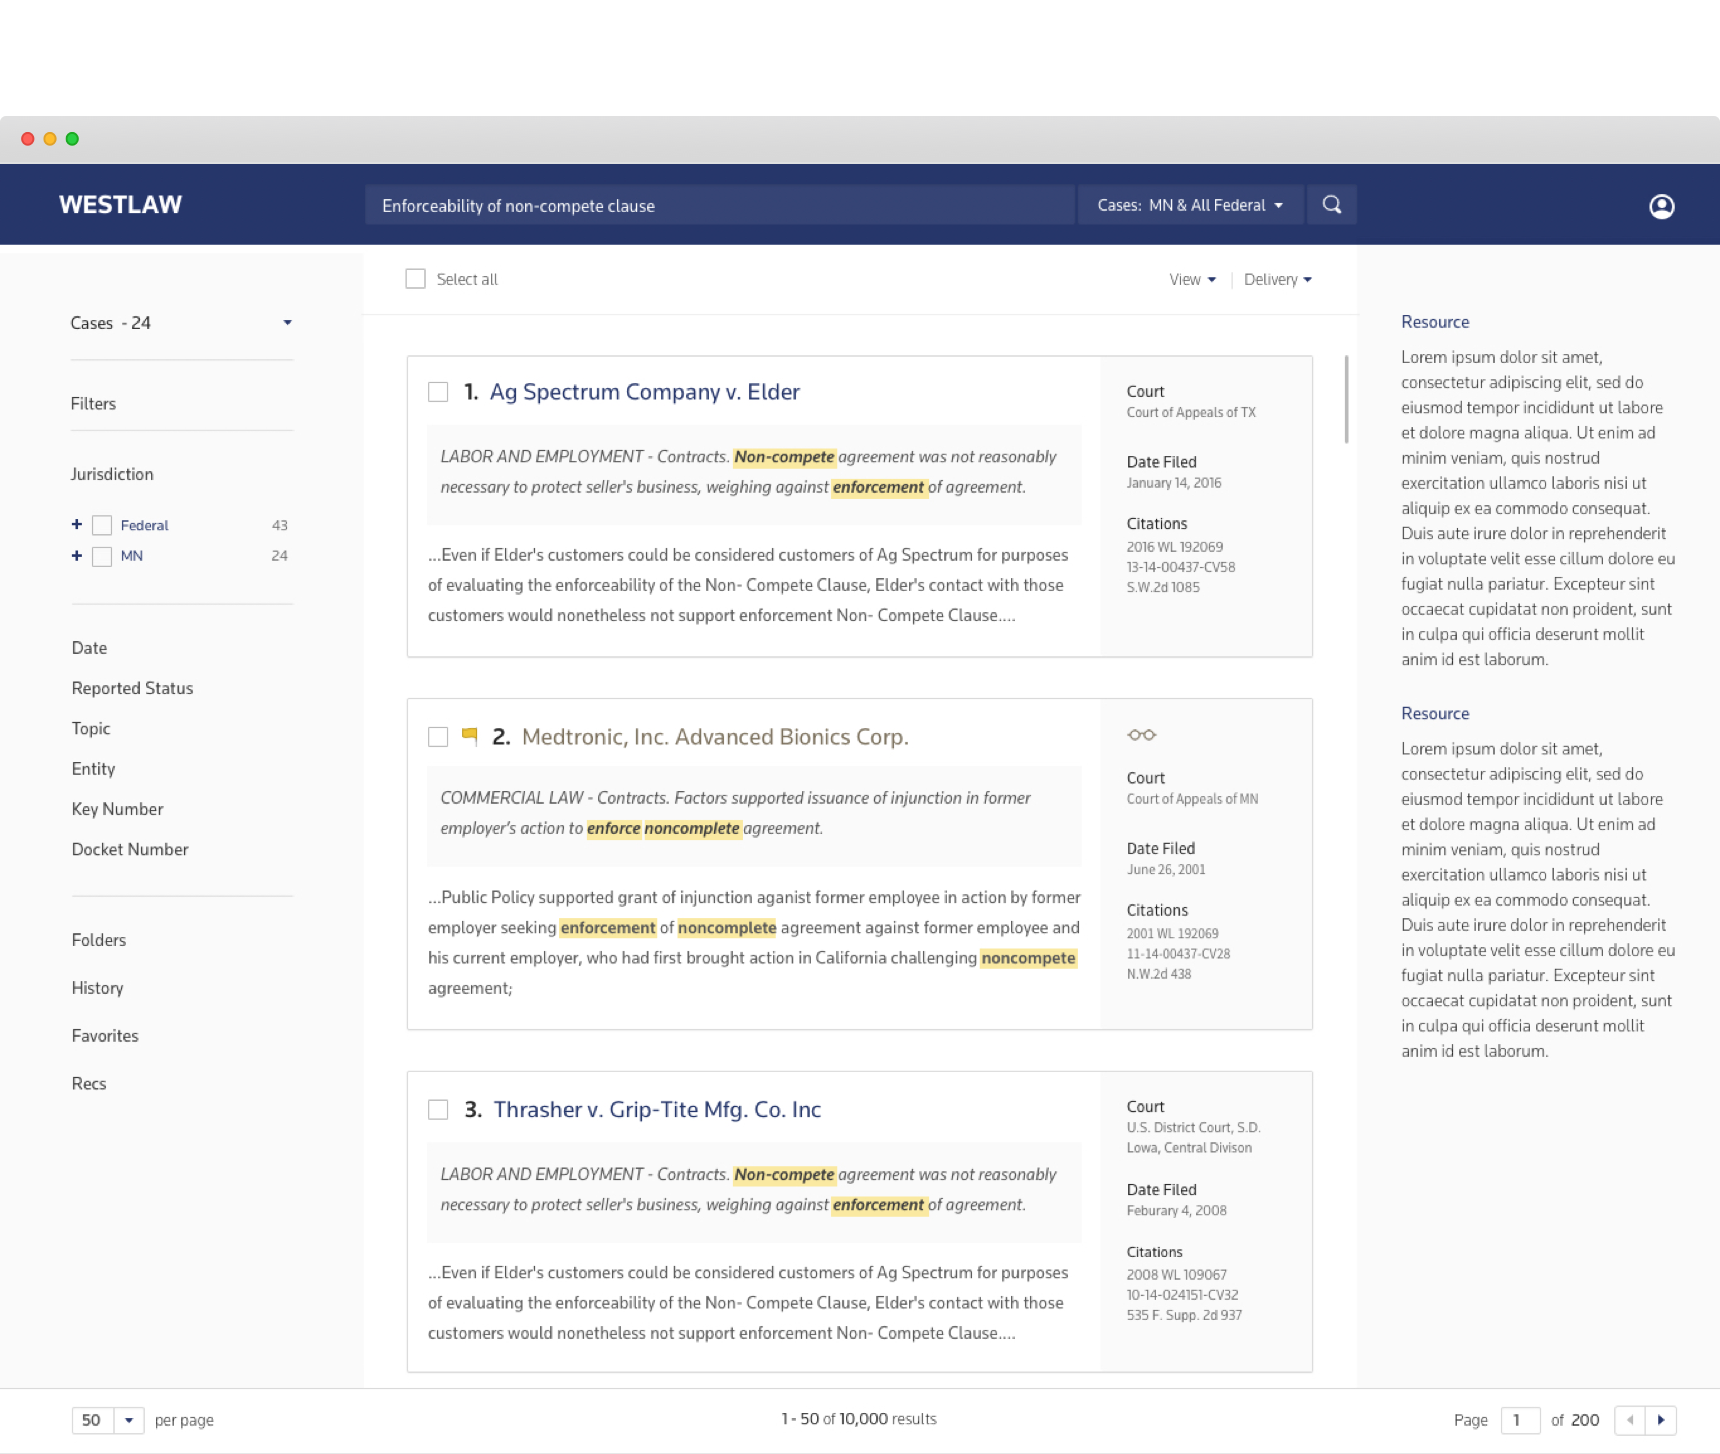 WESTLAW
Enforceability of non-compete clause
Cases: MN & All Federal
Cases - 24
Filters
Jurisdiction
Federal 43
MN 24
Date
Reported Status
Topic
Entity
Key Number
Docket Number
Folders
History
Favorites
Recs
Select all
View
Delivery
1. Ag Spectrum Company v. Elder
LABOR AND EMPLOYMENT - Contracts. Non-compete agreement was not reasonably
necessary to protect seller's business, weighing against enforcement of agreement.
...Even if Elder's customers could be considered customers of Ag Spectrum for purposes
of evaluating the enforceability of the Non- Compete Clause, Elder's contact with those
customers would nonetheless not support enforcement Non- Compete Clause....
Court
Court of Appeals of TX
Date Filed
January 14, 2016
Citations
2016 WL 192069
13-14-00437-CV58
S.W.2d 1085
2. Medtronic, Inc. Advanced Bionics Corp.
COMMERCIAL LAW - Contracts. Factors supported issuance of injunction in former
employer's action to enforce noncomplete agreement.
...Public Policy supported grant of injunction aganist former employee in action by former
employer seeking enforcement of noncomplete agreement against former employee and
his current employer, who had first brought action in California challenging noncompete
agreement;
Court
Court of Appeals of MN
Date Filed
June 26, 2001
Citations
2001 WL 192069
11-14-00437-CV28
N.W.2d 438
3. Thrasher v. Grip-Tite Mfg. Co. Inc
LABOR AND EMPLOYMENT - Contracts. Non-compete agreement was not reasonably
necessary to protect seller's business, weighing against enforcement of agreement.
...Even if Elder's customers could be considered customers of Ag Spectrum for purposes
of evaluating the enforceability of the Non- Compete Clause, Elder's contact with those
customers would nonetheless not support enforcement Non- Compete Clause....
Court
U.S. District Court, S.D.
Lowa, Central Divison
Date Filed
Feburary 4, 2008
Citations
2008 WL 109067
10-14-024151-CV32
535 F. Supp. 2d 937
Resource
Lorem ipsum dolor sit amet,
consectetur adipiscing elit, sed do
eiusmod tempor incididunt ut labore
et dolore magna aliqua. Ut enim ad
minim veniam, quis nostrud
exercitation ullamco laboris nisi ut
aliquip ex ea commodo consequat.
Duis aute irure dolor in reprehenderit
in voluptate velit esse cillum dolore eu
fugiat nulla pariatur. Excepteur sint
occaecat cupidatat non proident, sunt
in culpa qui officia deserunt mollit
anim id est laborum.
Resource
Lorem ipsum dolor sit amet,
consectetur adipiscing elit, sed do
eiusmod tempor incididunt ut labore
et dolore magna aliqua. Ut enim ad
minim veniam, quis nostrud
exercitation ullamco laboris nisi ut
aliquip ex ea commodo consequat.
Duis aute irure dolor in reprehenderit
in voluptate velit esse cillum dolore eu
fugiat nulla pariatur. Excepteur sint
occaecat cupidatat non proident, sunt
in culpa qui officia deserunt mollit
anim id est laborum.
50 per page
1 - 50 of 10,000 results
Page 1 of 200